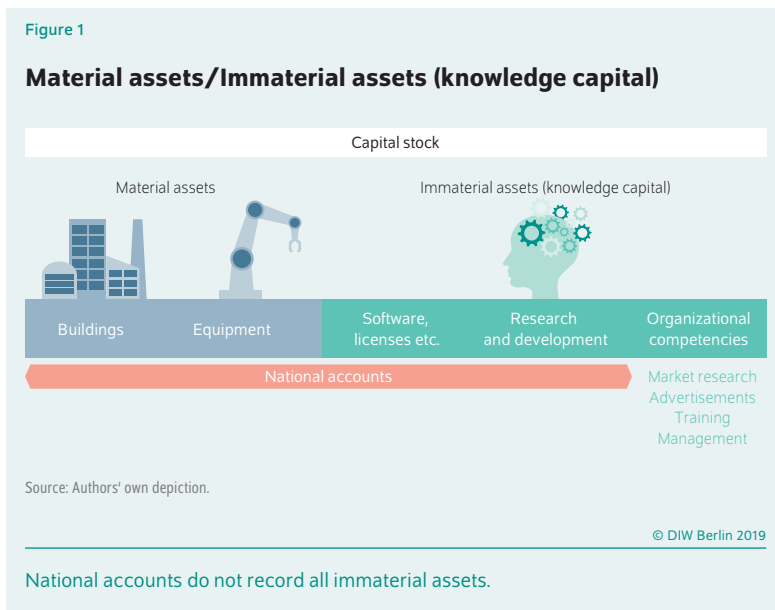 Figure 1
Material assets/Immaterial assets (knowledge capital)
Capital stock
Material assets
Immaterial assets (knowledge capital)
Buildings
Equipment
Software,
licenses etc.
Research
and development
Organizational
competencies
National accounts
Market research
Advertisements
Training
Management
Source: Authors' own depiction.
© DIW Berlin 2019
National accounts do not record all immaterial assets.